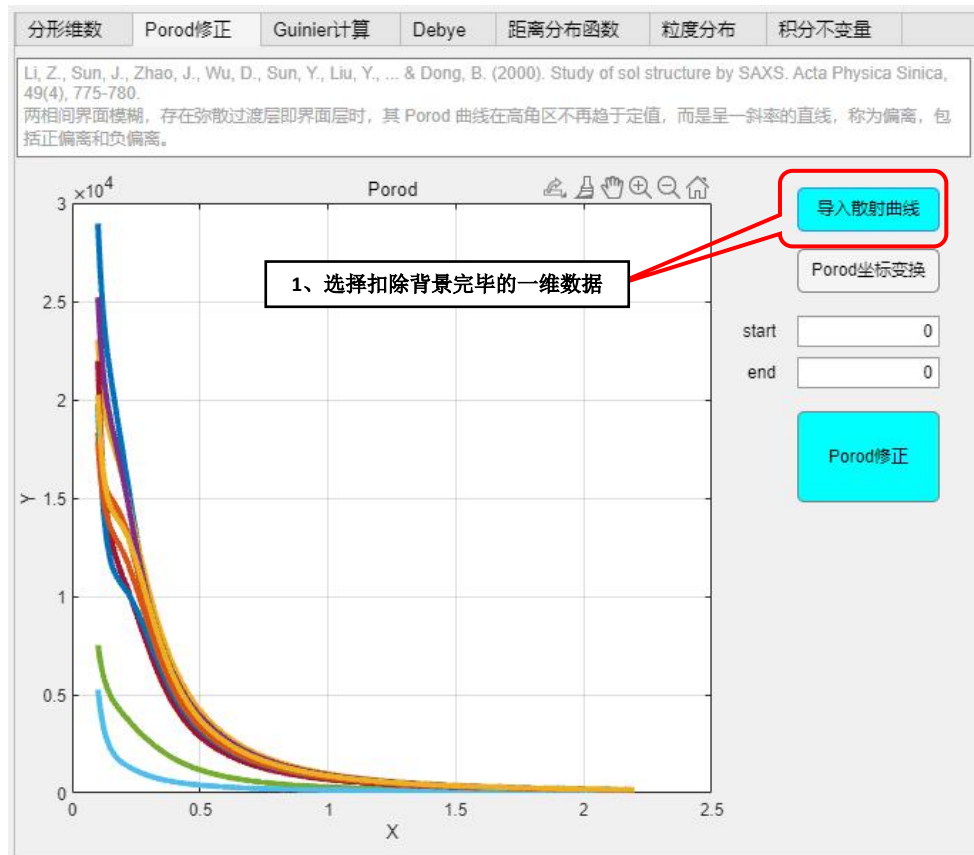 分形维数 Porod修正 Guinier计算 Debye 距离分布函数 粒度分布 积分不变量
Li, Z., Sun, J., Zhao, J., Wu, D., Sun, Y., Liu, Y., ... & Dong, B. (2000). Study of sol structure by SAXS. Acta Physica Sinica,
49(4), 775-780.
两相间界面模糊，存在弥散过渡层即界面层时，其 Porod 曲线在高角区不再趋于定值，而是呈一斜率的直线，称为偏离，包
括正偏离和负偏离。
×10⁴
Porod
导入散射曲线
1、选择扣除背景完毕的一维数据
Porod坐标变换
start 0
end 0
Porod修正
3
2.5
2
1.5
1
0.5
0
Y
0 0.5 1 1.5 2 2.5
X